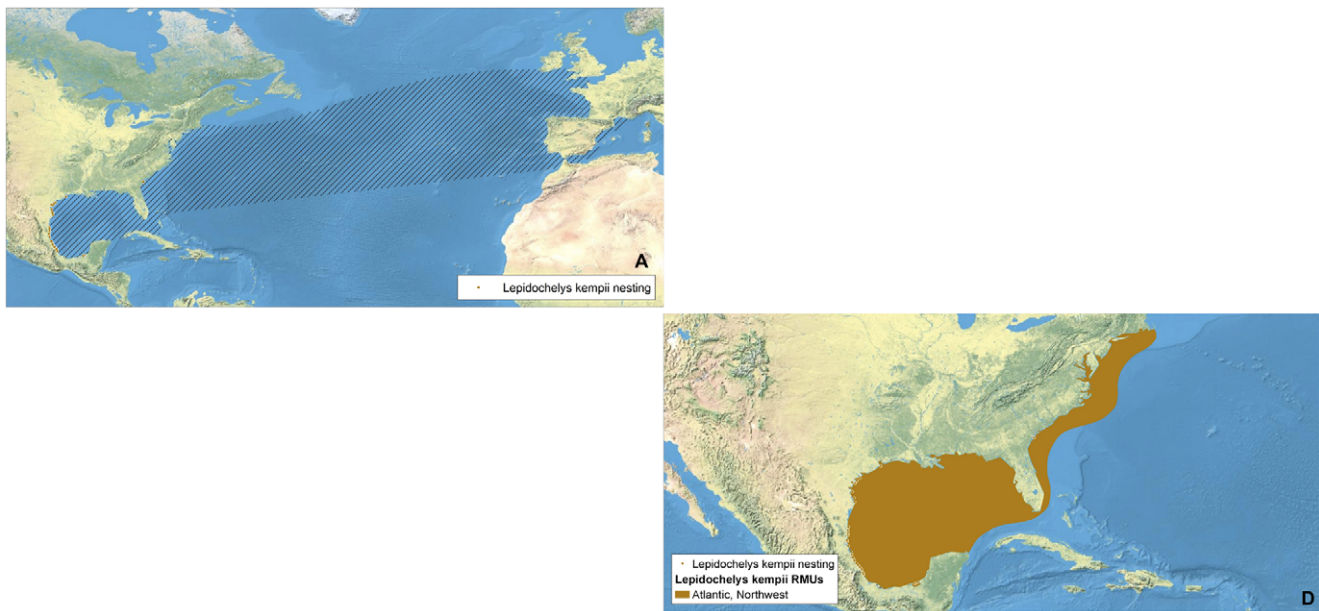 A
Lepidochelys kempii nesting
Lepidochelys kempii nesting
Lepidochelys kempii RMUs
Atlantic, Northwest
D